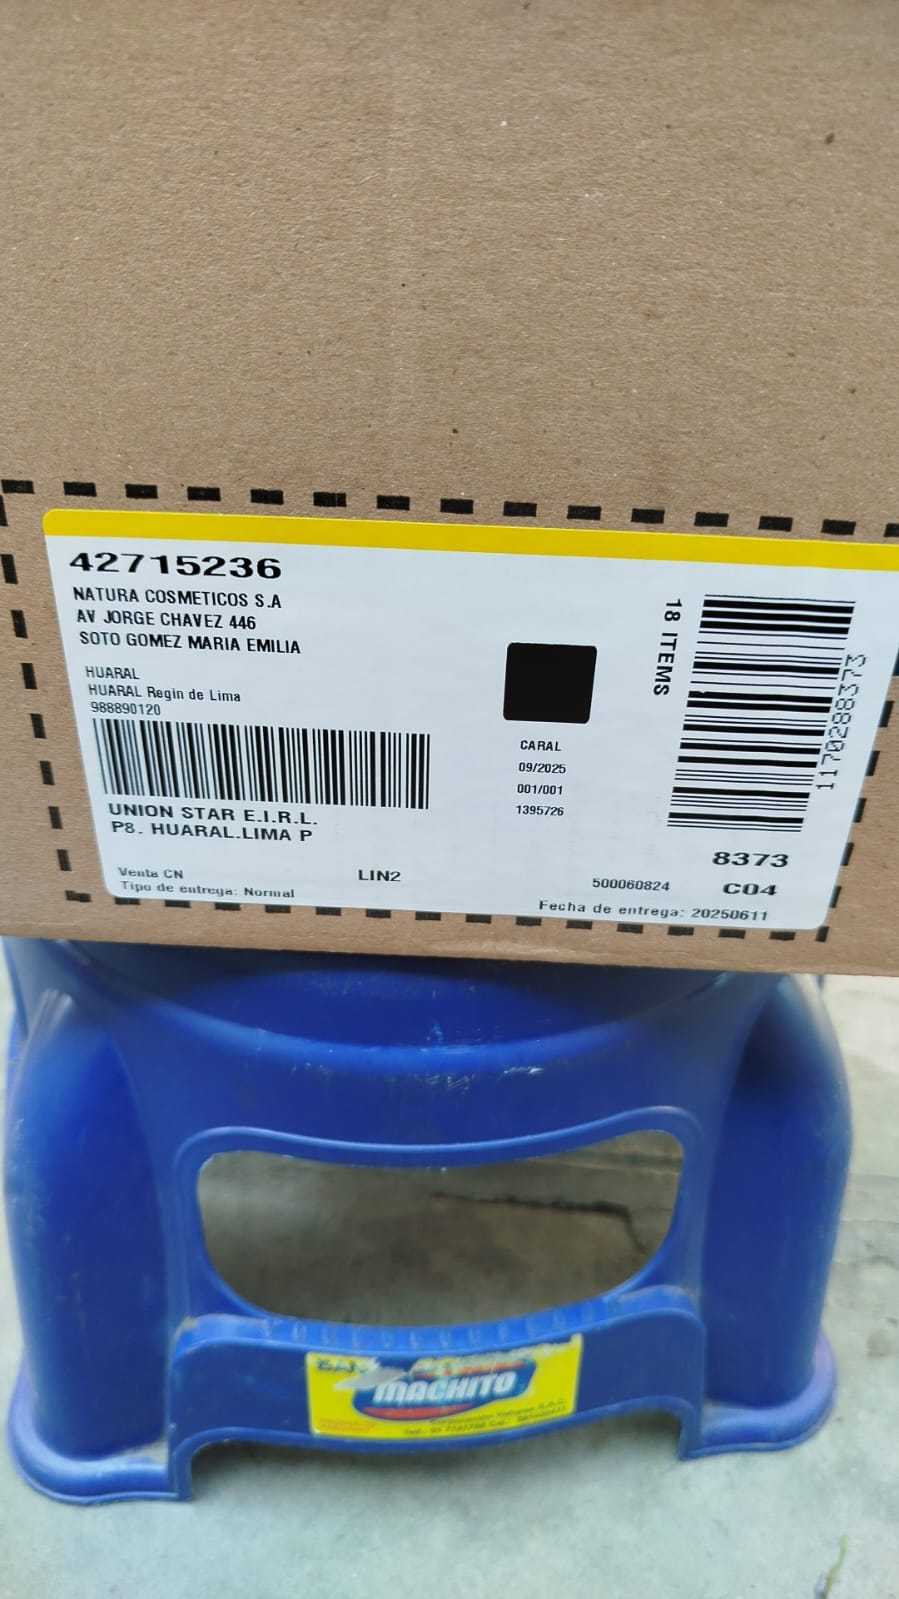 42715236
NATURA COSMETICOS S.A
AV JORGE CHAVEZ 446
SOTO GOMEZ MARIA EMILIA
HUARAL
HUARAL Regin de Lima
988890120
UNION STAR E.I.R.L.
P8. HUARAL.LIMA P
Venta CN
Tipo de entrega: Normal
LIN2
CARAL
09/2025
001/001
1395726
18 ITEMS
1170288373
8373
500060824
C04
Fecha de entrega: 20250611
MACHITO